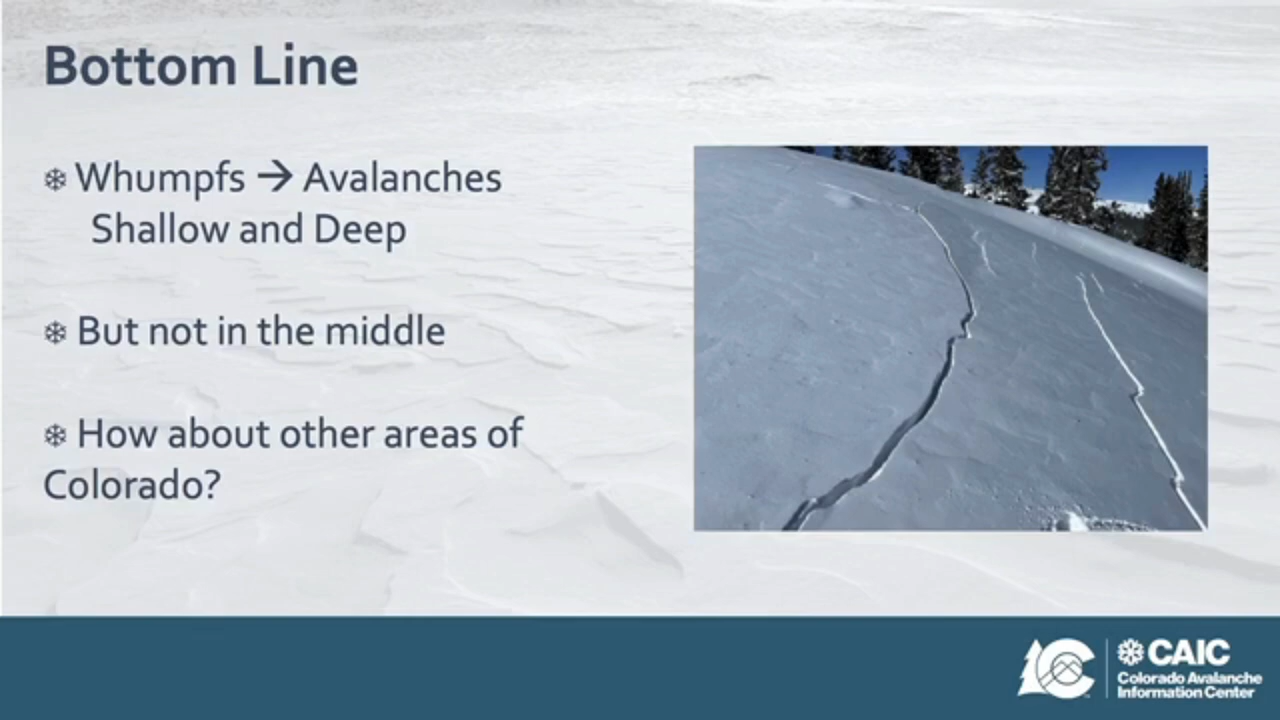 Bottom Line
❄ Whumpfs → Avalanches
Shallow and Deep
❄ But not in the middle
❄ How about other areas of
Colorado?
❄ CAIC
Colorado Avalanche
Information Center